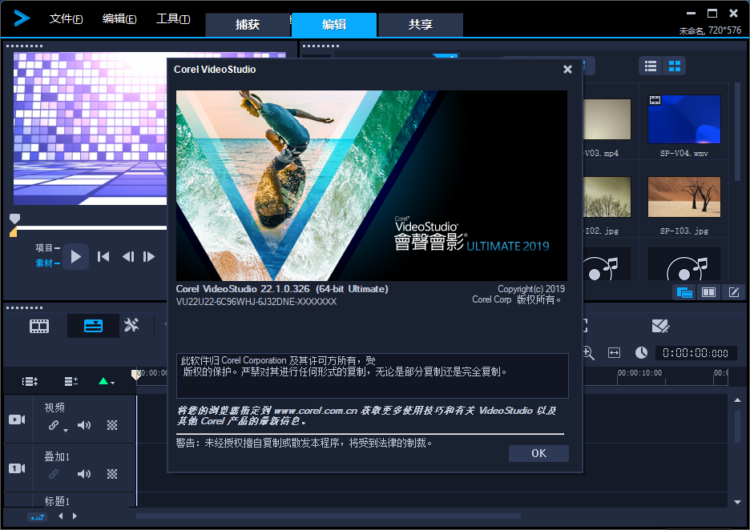 文件(F) 编辑(E) 工具(T)
捕获 编辑 共享
未命名, 720*576
Corel VideoStudio
V03.mp4 SP-V04.wmv
I02.jpg SP-I03.jpg
Corel®
VideoStudio®
會聲會影® ULTIMATE 2019
项目
素材
Corel VideoStudio 22.1.0.326 (64-bit Ultimate)
VU22U22-6C96WHJ-6J32DNE-XXXXXXX
Copyright(c) 2019
Corel Corp 版权所有。
此软件归 Corel Corporation 及其许可方所有，受
版权的保护。严禁对其进行任何形式的复制，无论是部分复制还是完全复制。
将您的浏览器指定到 www.corel.com.cn 获取更多使用技巧和有关 VideoStudio 以及
其他 Corel 产品的最新信息。
警告：未经授权擅自复制或散发本程序，将受到法律的制裁。
OK
0:00:00:000
00:00:10:00
视频
叠加1
标题1